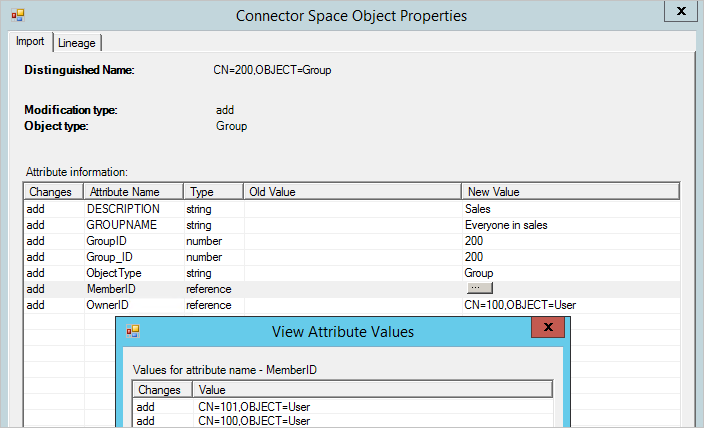 Connector Space Object Properties
X
Import Lineage
Distinguished Name: CN=200,OBJECT=Group
Modification type: add
Object type: Group
Attribute information:
Changes Attribute Name Type Old Value New Value
add DESCRIPTION string Sales
add GROUPNAME string Everyone in sales
add GroupID number 200
add Group_ID number 200
add ObjectType string Group
add MemberID reference ...
add OwnerID reference CN=100,OBJECT=User
View Attribute Values
X
Values for attribute name - MemberID
Changes Value
add CN=101,OBJECT=User
add CN=100,OBJECT=User